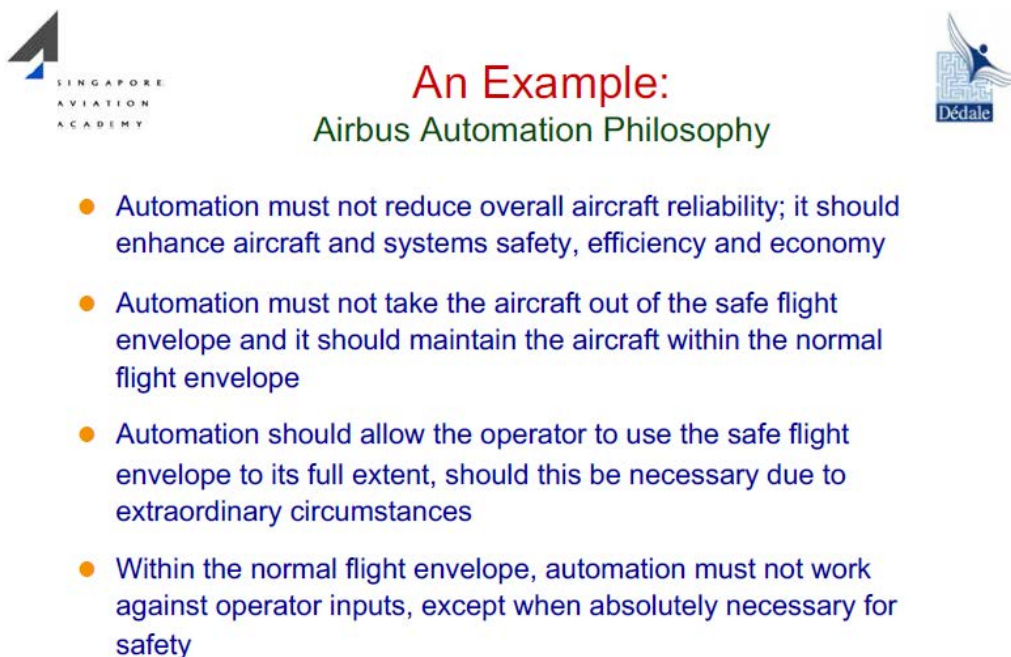 SINGAPORE
AVIATION
ACADEMY
An Example:
Airbus Automation Philosophy
Dédale
Automation must not reduce overall aircraft reliability; it should
enhance aircraft and systems safety, efficiency and economy
Automation must not take the aircraft out of the safe flight
envelope and it should maintain the aircraft within the normal
flight envelope
Automation should allow the operator to use the safe flight
envelope to its full extent, should this be necessary due to
extraordinary circumstances
Within the normal flight envelope, automation must not work
against operator inputs, except when absolutely necessary for
safety